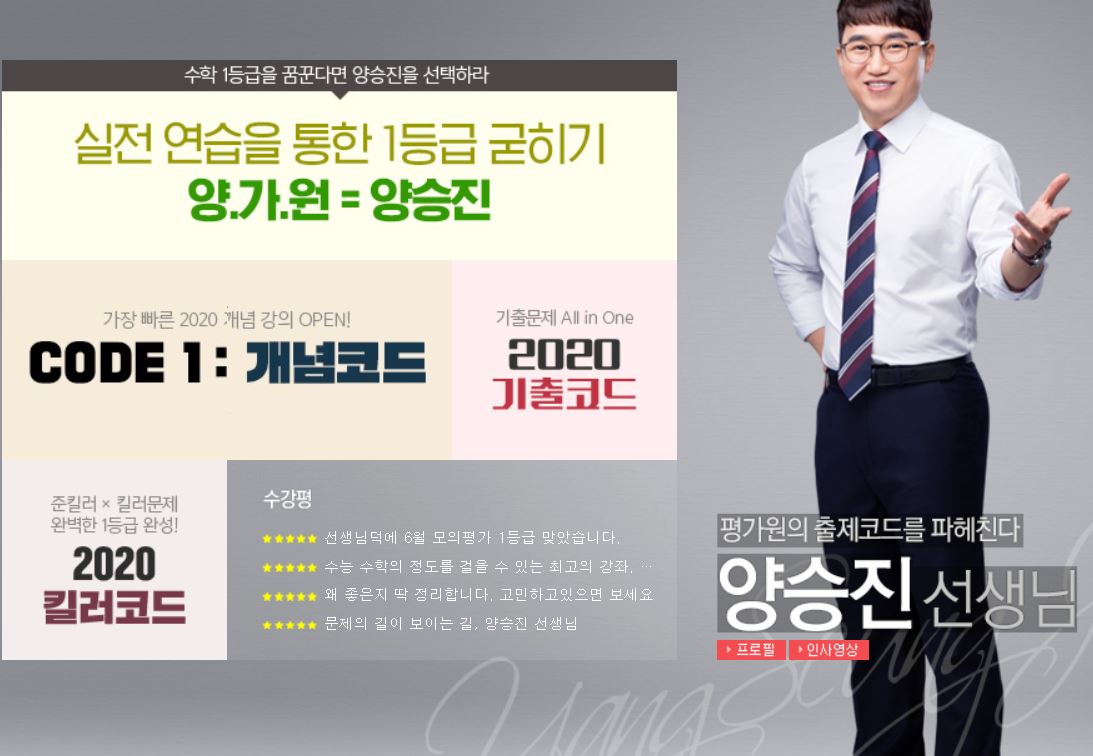 수학 1등급을 꿈꾼다면 양승진을 선택하라
실전 연습을 통한 1등급 굳히기
양.가.원 = 양승진
가장 빠른 2020 개념 강의 OPEN!
CODE 1: 개념코드
기출문제 All in One
2020
기출코드
준킬러 × 킬러문제
완벽한 1등급 완성!
2020
킬러코드
수강평
★★★★★ 선생님덕에 6월 모의평가 1등급 맞았습니다.
★★★★★ 수능 수학의 정도를 걸을 수 있는 최고의 강좌. …
★★★★★ 왜 좋은지 딱 정리합니다. 고민하고있으면 보세요
★★★★★ 문제의 길이 보이는 길, 양승진 선생님
평가원의 출제코드를 파헤친다
양승진 선생님
프로필 인사영상